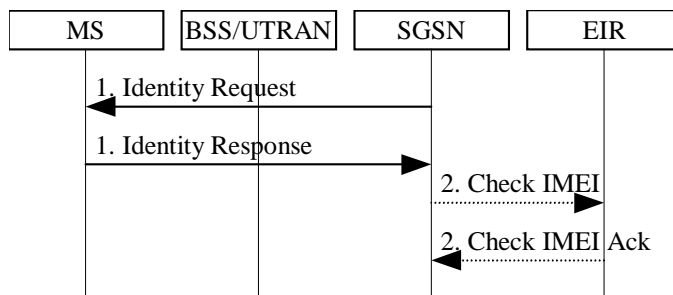 MS
BSS/UTRAN
SGSN
EIR
1. Identity Request
1. Identity Response
2. Check IMEI
2. Check IMEI Ack